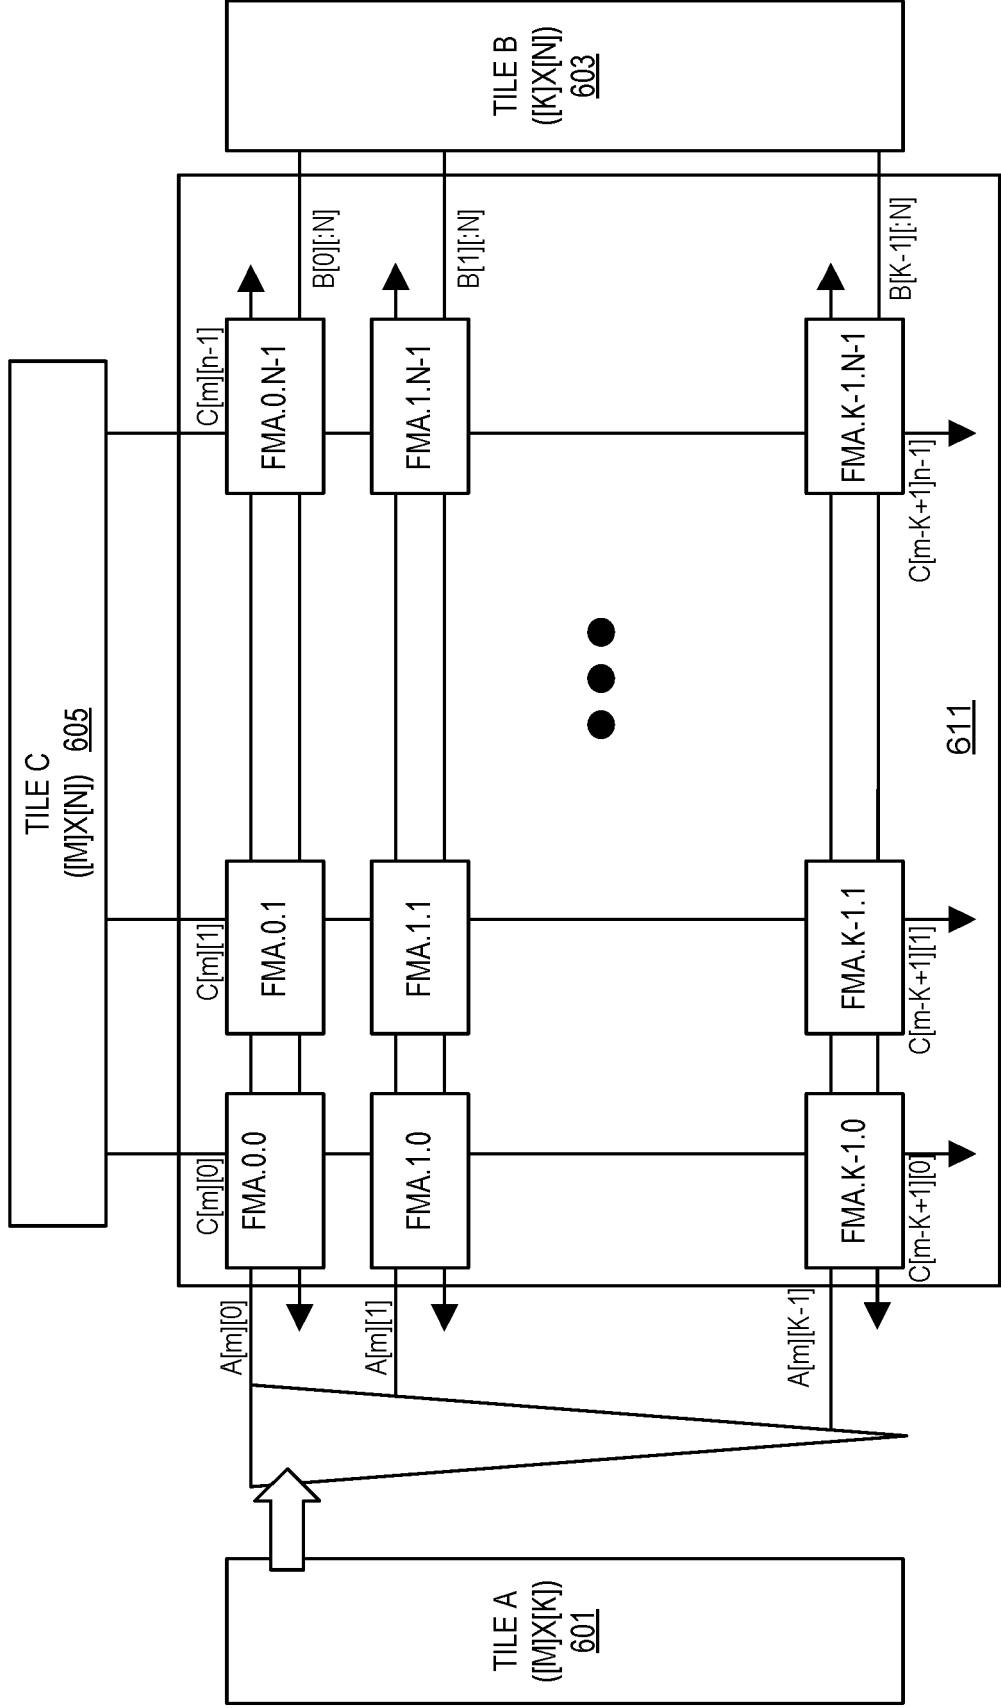 TILE C
([M]X[N]) 605
TILE A
([M]X[K])
601
TILE B
([K]X[N])
603
C[m][0]
C[m][1]
C[m][n-1]
A[m][0]
FMA.0.0
FMA.0.1
FMA.0.N-1
B[0][:N]
A[m][1]
FMA.1.0
FMA.1.1
FMA.1.N-1
B[1][:N]
A[m][K-1]
FMA.K-1.0
FMA.K-1.1
FMA.K-1.N-1
B[K-1][:N]
C[m-K+1][0]
C[m-K+1][1]
C[m-K+1]n-1]
611